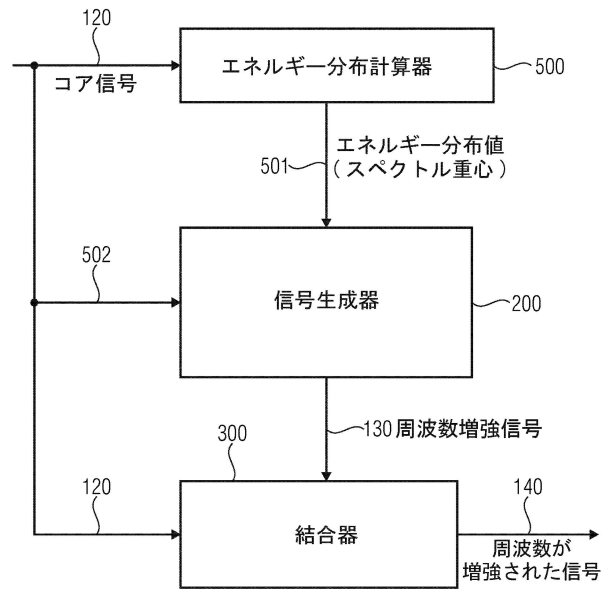 120
コア信号
エネルギー分布計算器
500
エネルギー分布値
501
(スペクトル重心)
502
信号生成器
200
130 周波数増強信号
300
120
結合器
140
周波数が
増強された信号